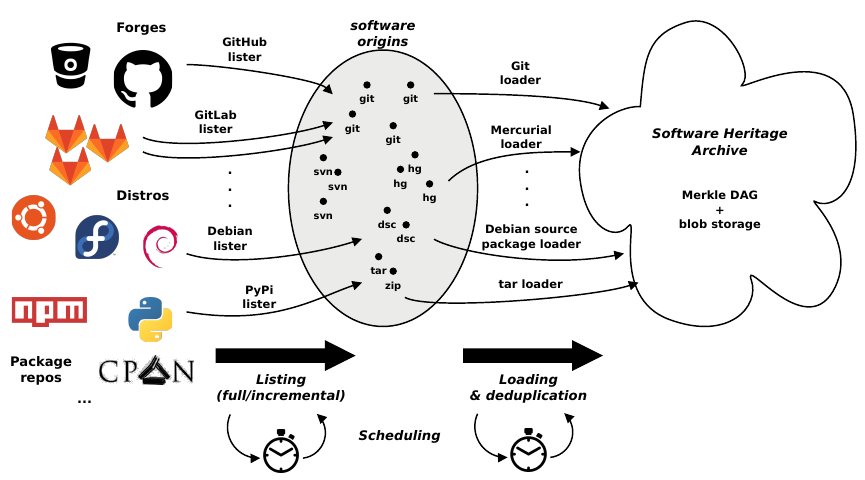 Forges
GitHub
lister
GitLab
lister
.
.
.
Distros
Debian
lister
PyPi
lister
npm
Package
repos
CPAN
...
software
origins
git
git
git
git
svn
svn
svn
hg
hg
hg
dsc
dsc
tar
zip
Git
loader
Mercurial
loader
.
.
.
Debian source
package loader
tar loader
Software Heritage
Archive
Merkle DAG
+
blob storage
Listing
(full/incremental)
Scheduling
Loading
& deduplication